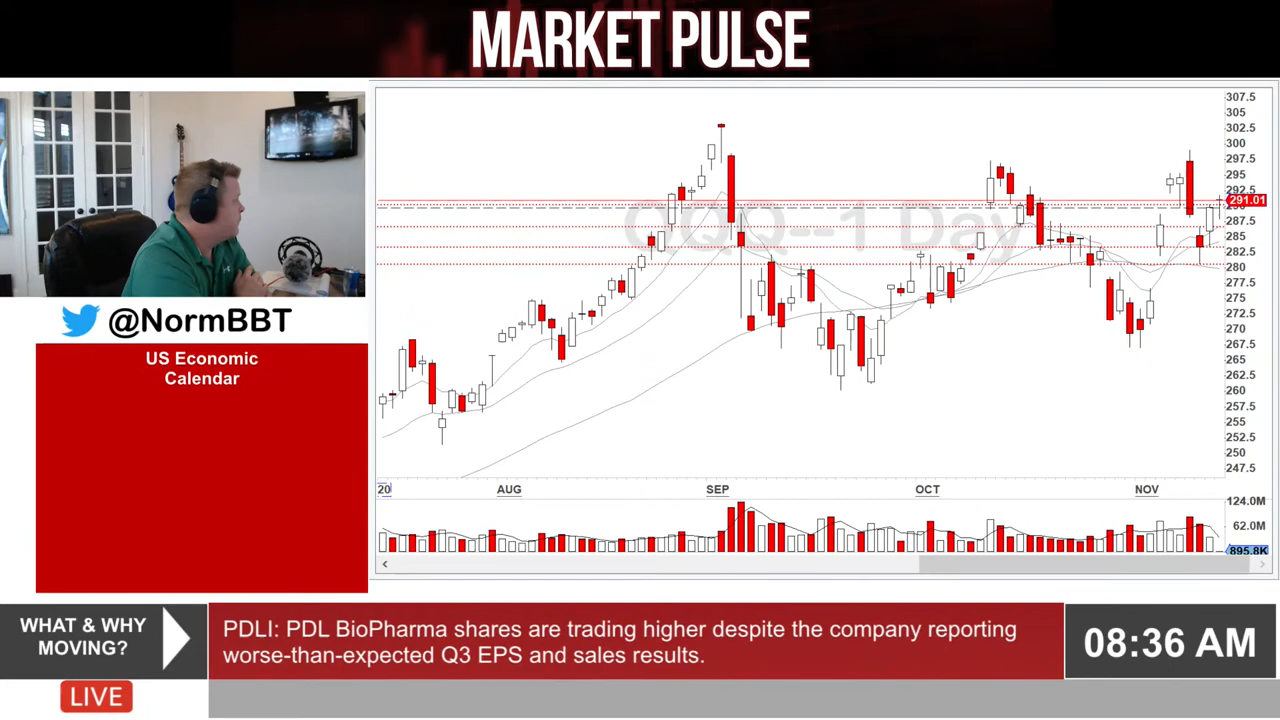 MARKET PULSE
@NormBBT
US Economic
Calendar
QQQ--1 Day
307.5
305
302.5
300
297.5
295
292.5
291.01
287.5
285
282.5
280
277.5
275
272.5
270
267.5
265
262.5
260
257.5
255
252.5
250
247.5
20
AUG
SEP
OCT
NOV
124.0M
62.0M
895.8K
WHAT & WHY
MOVING?
PDLI: PDL BioPharma shares are trading higher despite the company reporting
worse-than-expected Q3 EPS and sales results.
08:36 AM
LIVE